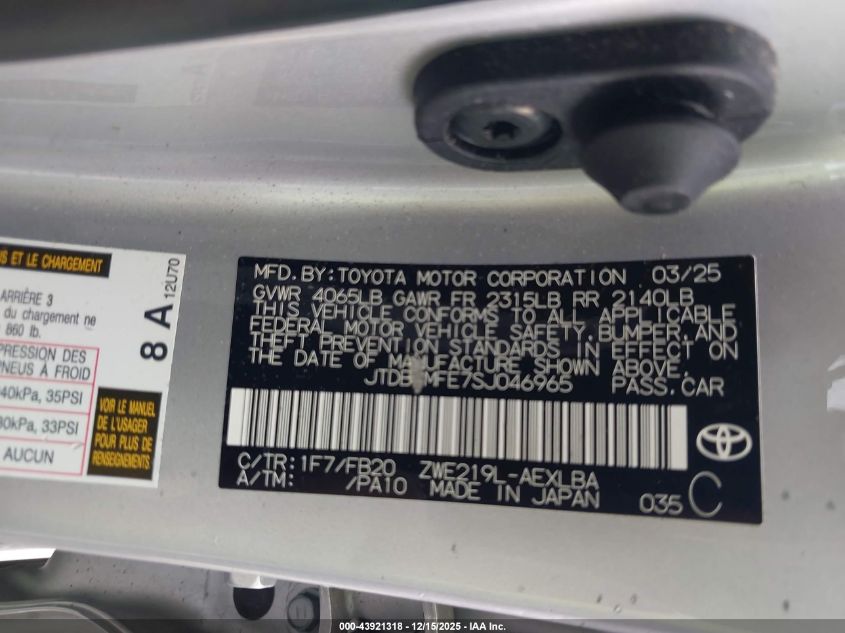 US ET LE CHARGEMENT
ARRIÈRE 3
du chargement ne
860 lb.
PRESSION DES
PNEUS À FROID
240kPa, 35PSI
230kPa, 33PSI
AUCUN
8 A 12U70
VOIR LE MANUEL
DE L'USAGER
POUR PLUS DE
RENSEIGNEMENTS
MFD. BY: TOYOTA MOTOR CORPORATION 03/25
GVWR 4065LB GAWR FR 2315LB RR 2140LB
THIS VEHICLE CONFORMS TO ALL APPLICABLE
FEDERAL MOTOR VEHICLE SAFETY, BUMPER, AND
THEFT PREVENTION STANDARDS IN EFFECT ON
THE DATE OF MANUFACTURE SHOWN ABOVE.
PASS. CAR
C/TR: 1F7/FB20 ZWE219L-AEXLBA
A/TM: /PA10 MADE IN JAPAN
035 C
000-43921318 - 12/15/2025 - IAA Inc.